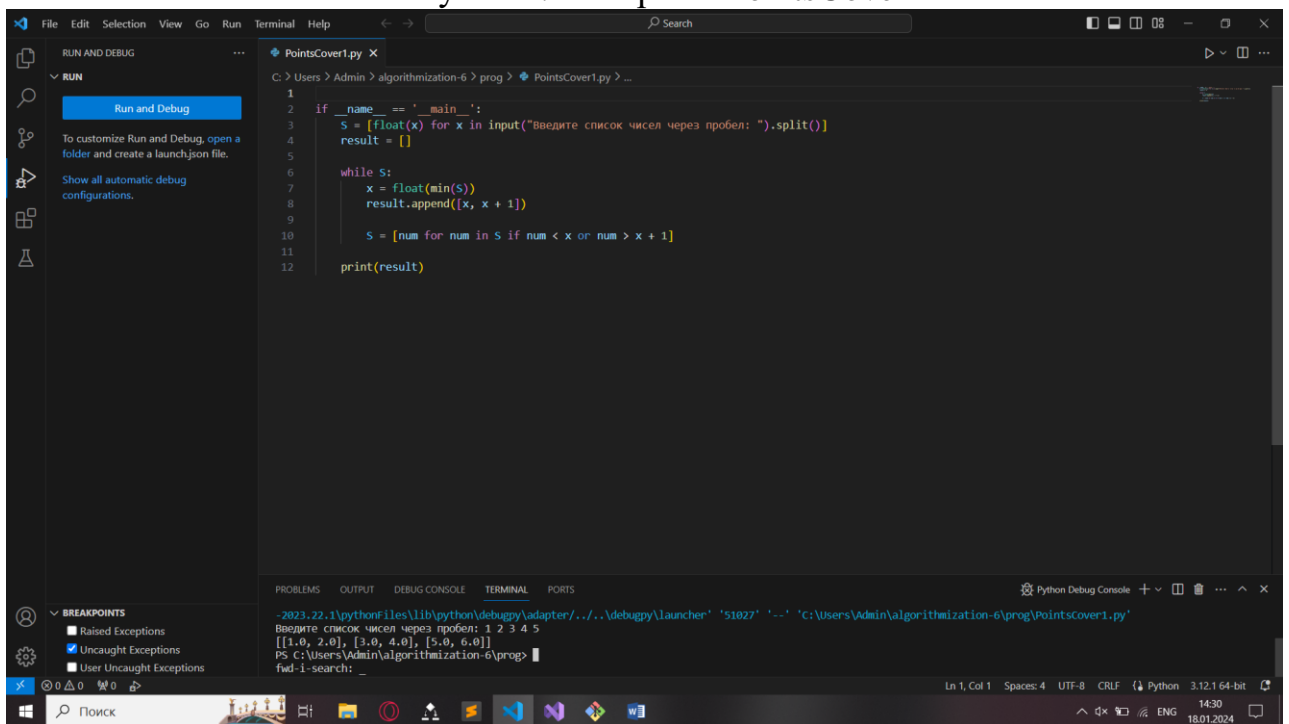 File Edit Selection View Go Run Terminal Help
Search
RUN AND DEBUG
RUN
Run and Debug
To customize Run and Debug, open a
folder and create a launch.json file.
Show all automatic debug
configurations.
PointsCover1.py
C: > Users > Admin > algorithmization-6 > prog > PointsCover1.py > ...
1
2 if __name__ == '__main__':
3     S = [float(x) for x in input("Введите список чисел через пробел: ").split()]
4     result = []
5
6     while S:
7         x = float(min(S))
8         result.append([x, x + 1])
9
10         S = [num for num in S if num < x or num > x + 1]
11
12     print(result)
PROBLEMS OUTPUT DEBUG CONSOLE TERMINAL PORTS
Python Debug Console
-2023.22.1\pythonFiles\lib\python\debugpy\adapter/../..\debugpy\launcher' '51027' '--' 'C:\Users\Admin\algorithmization-6\prog\PointsCover1.py'
Введите список чисел через пробел: 1 2 3 4 5
[[1.0, 2.0], [3.0, 4.0], [5.0, 6.0]]
PS C:\Users\Admin\algorithmization-6\prog>
fwd-i-search: _
BREAKPOINTS
Raised Exceptions
Uncaught Exceptions
User Uncaught Exceptions
0 0 0
Ln 1, Col 1 Spaces: 4 UTF-8 CRLF Python 3.12.1 64-bit
Поиск
ENG
14:30
18.01.2024